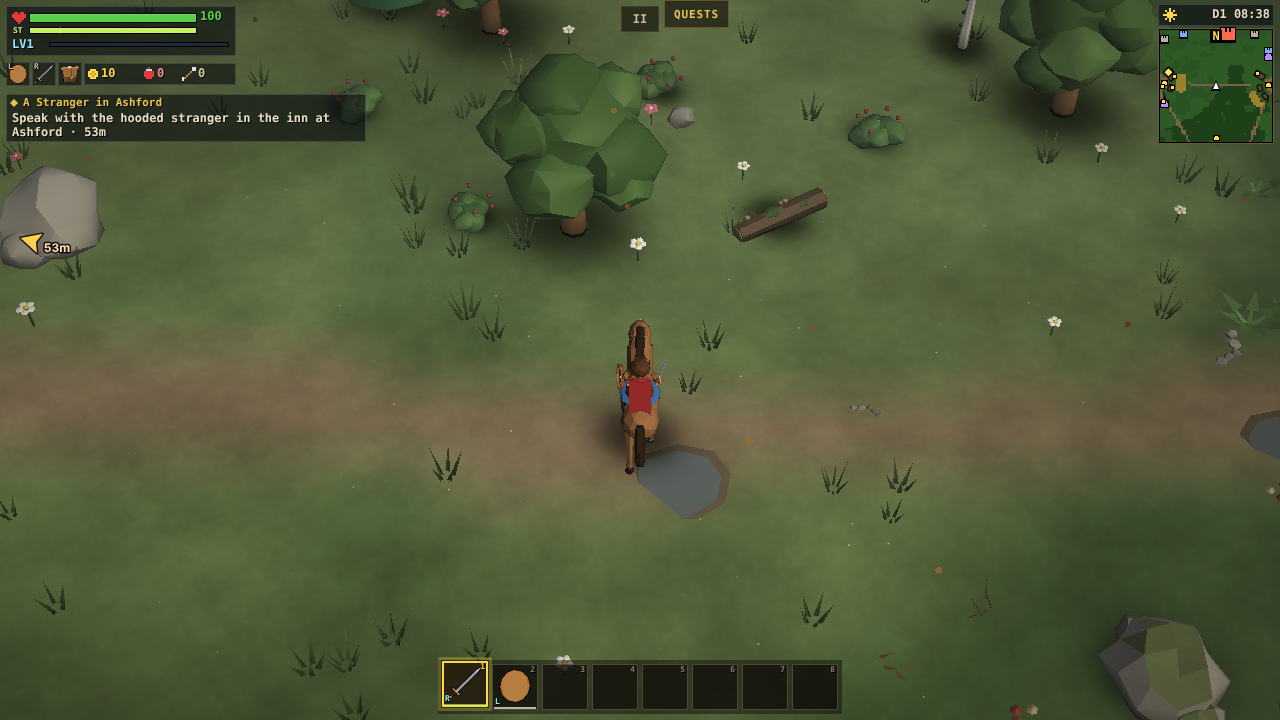 100
II
QUESTS
D1 08:38
ST
LV1
N
L
R
10
0
0
◆ A Stranger in Ashford
Speak with the hooded stranger in the inn at
Ashford · 53m
53m
1
2
3
4
5
6
7
8
R
L